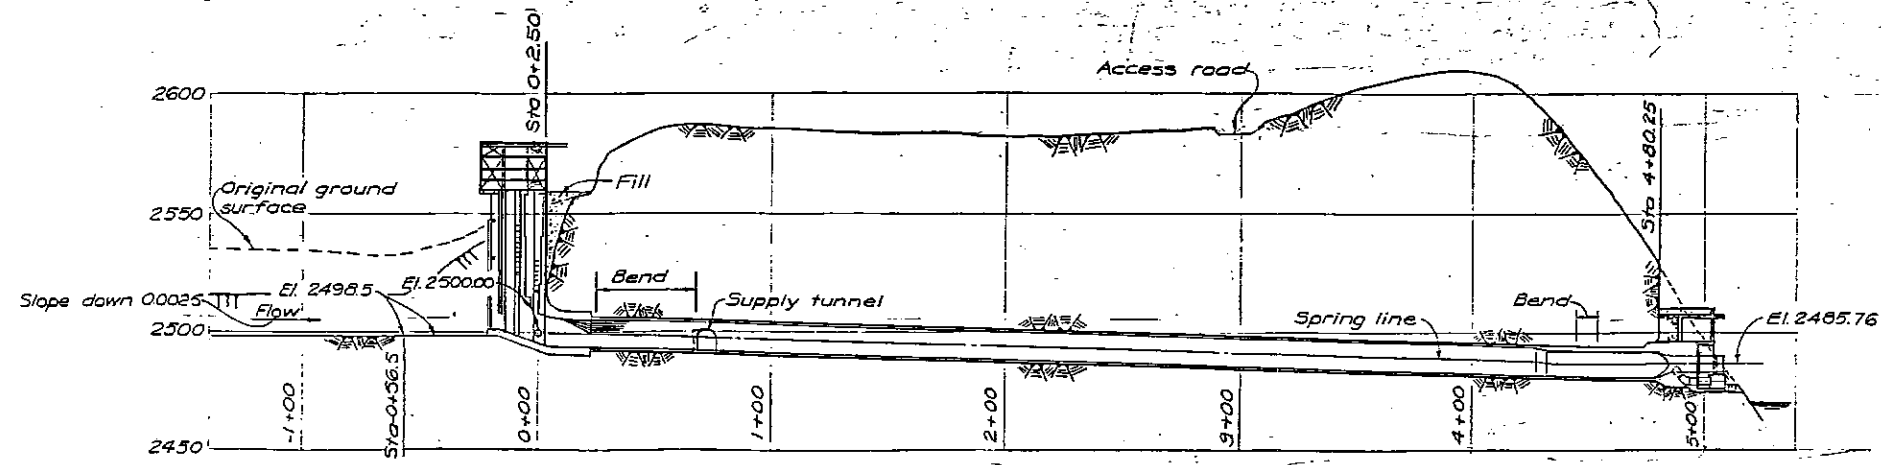 Sta 0+2.50
Access road
2600
Sta 4+80.25
Original ground
surface
Fill
2550
Bend
El. 2498.5
El. 2500.00
Slope down 0.0025
Flow
Supply tunnel
Bend
Spring line
El. 2485.76
2500
-1+00
Sta-0+56.5
0+00
1+00
2+00
3+00
4+00
5+00
2450